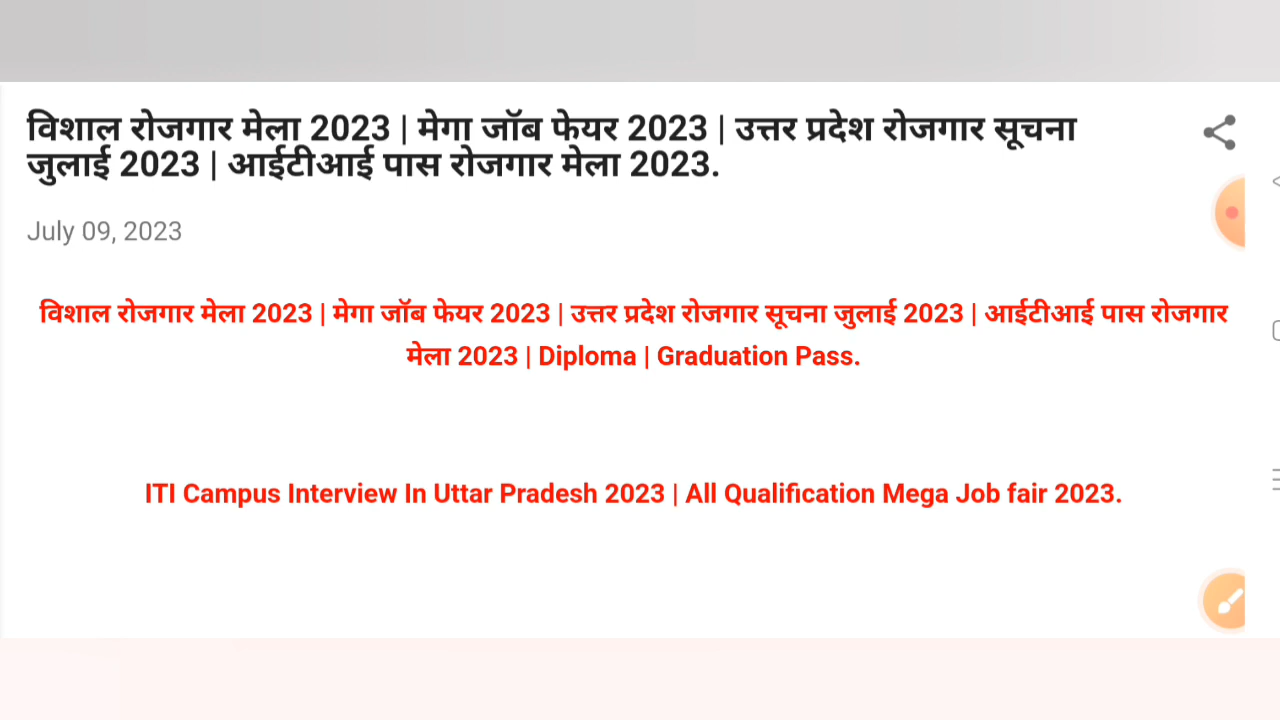 विशाल रोजगार मेला 2023 | मेगा जॉब फेयर 2023 | उत्तर प्रदेश रोजगार सूचना
जुलाई 2023 | आईटीआई पास रोजगार मेला 2023.
July 09, 2023
विशाल रोजगार मेला 2023 | मेगा जॉब फेयर 2023 | उत्तर प्रदेश रोजगार सूचना जुलाई 2023 | आईटीआई पास रोजगार
मेला 2023 | Diploma | Graduation Pass.
ITI Campus Interview In Uttar Pradesh 2023 | All Qualification Mega Job fair 2023.